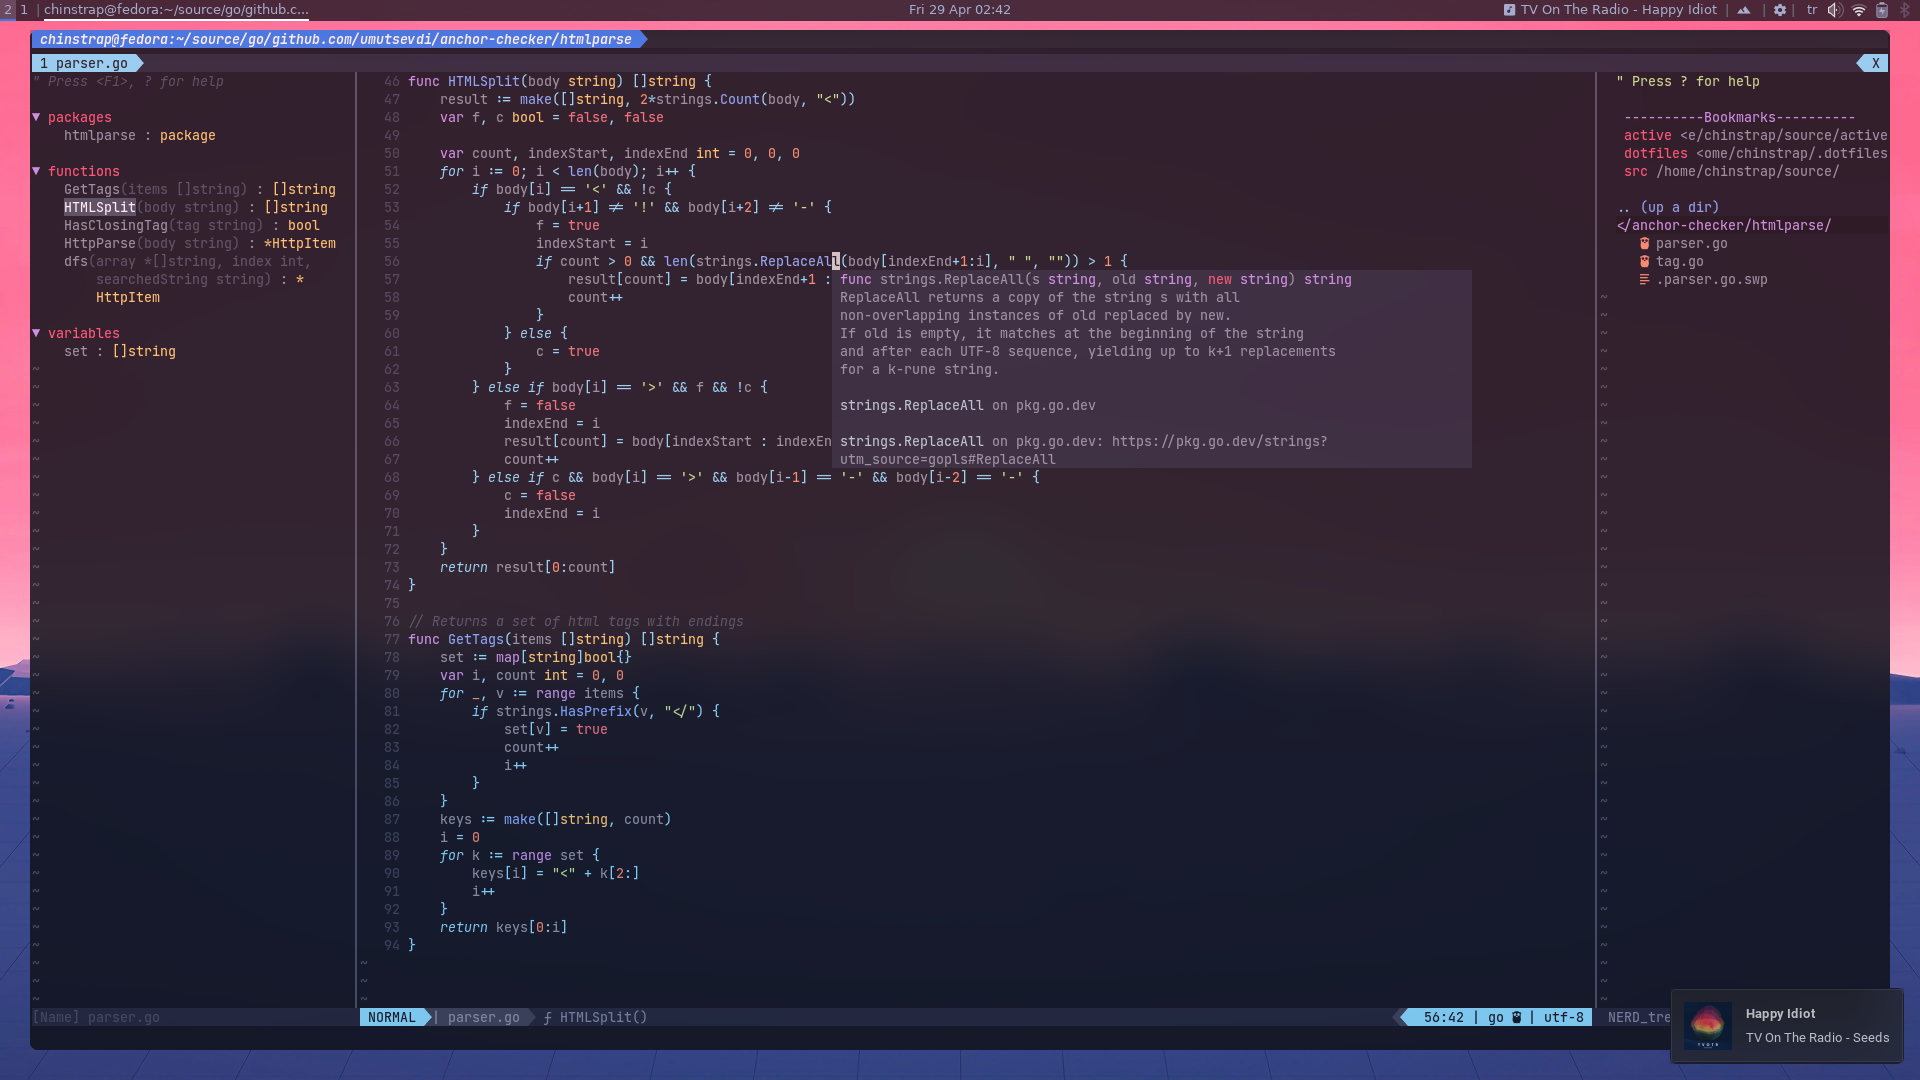 2 1 | chinstrap@fedora:~/source/go/github.c...
Fri 29 Apr 02:42
TV On The Radio - Happy Idiot | | | tr
chinstrap@fedora:~/source/go/github.com/umutsevdi/anchor-checker/htmlparse
1 parser.go
X
" Press <F1>, ? for help
▼ packages
htmlparse : package
▼ functions
GetTags(items []string) : []string
HTMLSplit(body string) : []string
HasClosingTag(tag string) : bool
HttpParse(body string) : *HttpItem
dfs(array *[]string, index int,
searchedString string) : *
HttpItem
▼ variables
set : []string
46 func HTMLSplit(body string) []string {
47 result := make([]string, 2*strings.Count(body, "<"))
48 var f, c bool = false, false
49
50 var count, indexStart, indexEnd int = 0, 0, 0
51 for i := 0; i < len(body); i++ {
52 if body[i] == '<' && !c {
53 if body[i+1] != '!' && body[i+2] != '-' {
54 f = true
55 indexStart = i
56 if count > 0 && len(strings.ReplaceAll(body[indexEnd+1:i], " ", "")) > 1 {
57 result[count] = body[indexEnd+1 :
58 count++
59 }
60 } else {
61 c = true
62 }
63 } else if body[i] == '>' && f && !c {
64 f = false
65 indexEnd = i
66 result[count] = body[indexStart : indexEn
67 count++
68 } else if c && body[i] == '>' && body[i-1] == '-' && body[i-2] == '-' {
69 c = false
70 indexEnd = i
71 }
72 }
73 return result[0:count]
74 }
75
76 // Returns a set of html tags with endings
77 func GetTags(items []string) []string {
78 set := map[string]bool{}
79 var i, count int = 0, 0
80 for _, v := range items {
81 if strings.HasPrefix(v, "</") {
82 set[v] = true
83 count++
84 i++
85 }
86 }
87 keys := make([]string, count)
88 i = 0
89 for k := range set {
90 keys[i] = "<" + k[2:]
91 i++
92 }
93 return keys[0:i]
94 }
func strings.ReplaceAll(s string, old string, new string) string
ReplaceAll returns a copy of the string s with all
non-overlapping instances of old replaced by new.
If old is empty, it matches at the beginning of the string
and after each UTF-8 sequence, yielding up to k+1 replacements
for a k-rune string.
strings.ReplaceAll on pkg.go.dev
strings.ReplaceAll on pkg.go.dev: https://pkg.go.dev/strings?
utm_source=gopls#ReplaceAll
" Press ? for help
----------Bookmarks----------
active <e/chinstrap/source/active
dotfiles <ome/chinstrap/.dotfiles
src /home/chinstrap/source/
.. (up a dir)
</anchor-checker/htmlparse/
parser.go
tag.go
.parser.go.swp
[Name] parser.go
NORMAL | parser.go ƒ HTMLSplit()
56:42 | go | utf-8
NERD_tre
Happy Idiot
TV On The Radio - Seeds